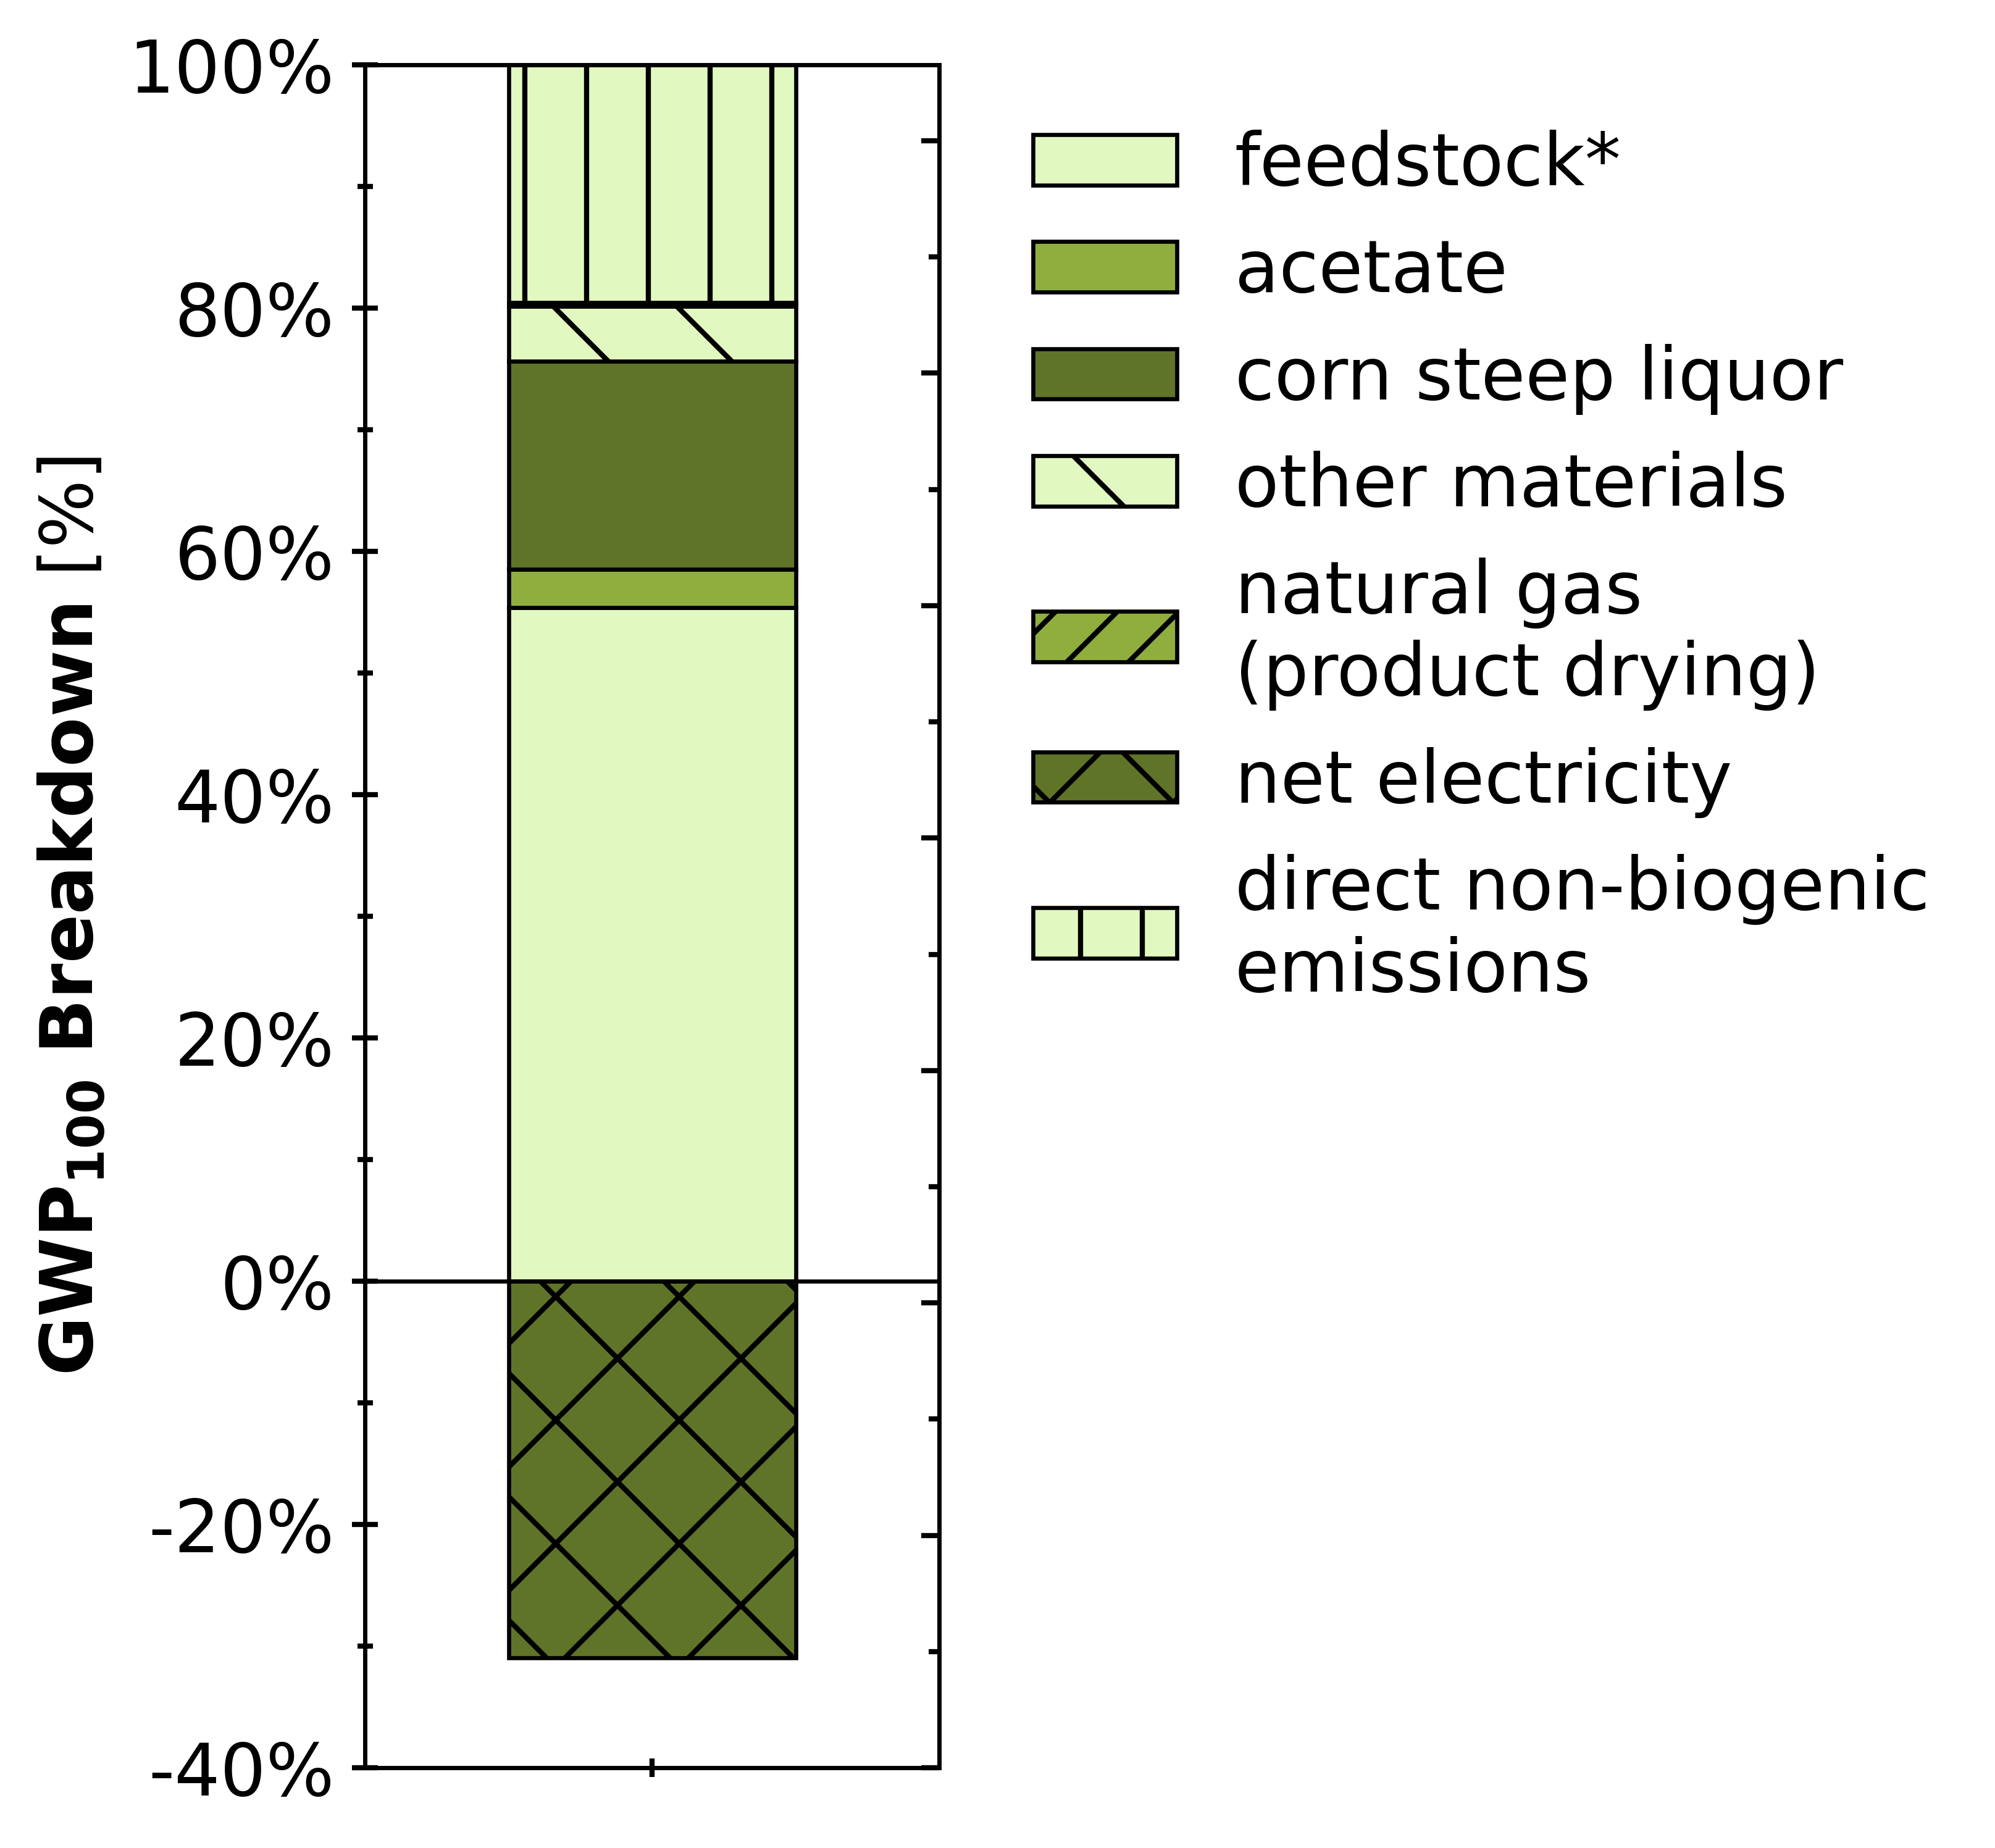 GWP100 Breakdown [%]
100%
80%
60%
40%
20%
0%
-20%
-40%
feedstock*
acetate
corn steep liquor
other materials
natural gas
(product drying)
net electricity
direct non-biogenic
emissions